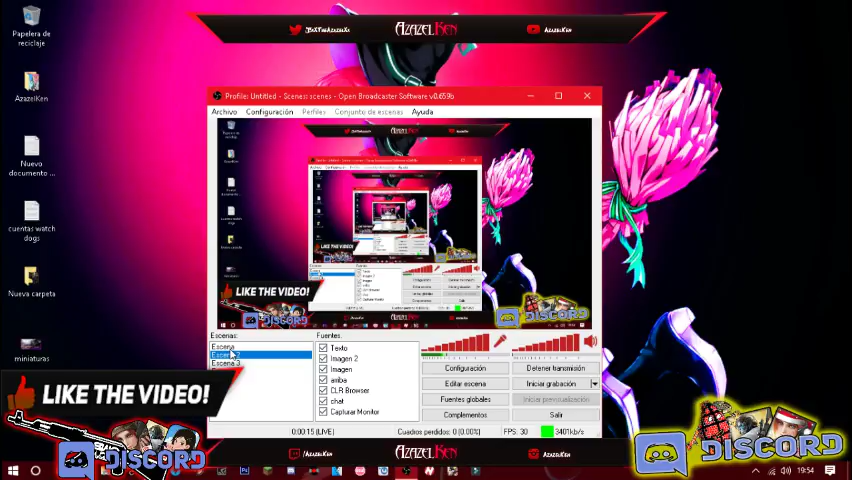 JBxXTheAzazelXx
AZAZELKEN
AzazelKen
Papelera de
reciclaje
AzazelKen
Nuevo
documento ...
cuentas watch
dogs
Nueva carpeta
miniaturas
Profile: Untitled - Scenes: scenes - Open Broadcaster Software v0.659b
Archivo Configuración Perfiles Conjunto de escenas Ayuda
LIKE THE VIDEO!
DISCORD
Escenas:
Escena
Escena 2
Escena 3
Fuentes:
Texto
Imagen 2
Imagen
arriba
CLR Browser
chat
Capturar Monitor
Configuración
Editar escena
Fuentes globales
Complementos
Detener transmisión
Iniciar grabación
Iniciar previsualización
Salir
0:00:15 (LIVE)
Cuadros perdidos: 0 (0.00%)
FPS: 30
3401kb/s
LIKE THE VIDEO!
DISCORD
DISCORD
/AzazelKen
AZAZELKEN
AzazelKen
19:54